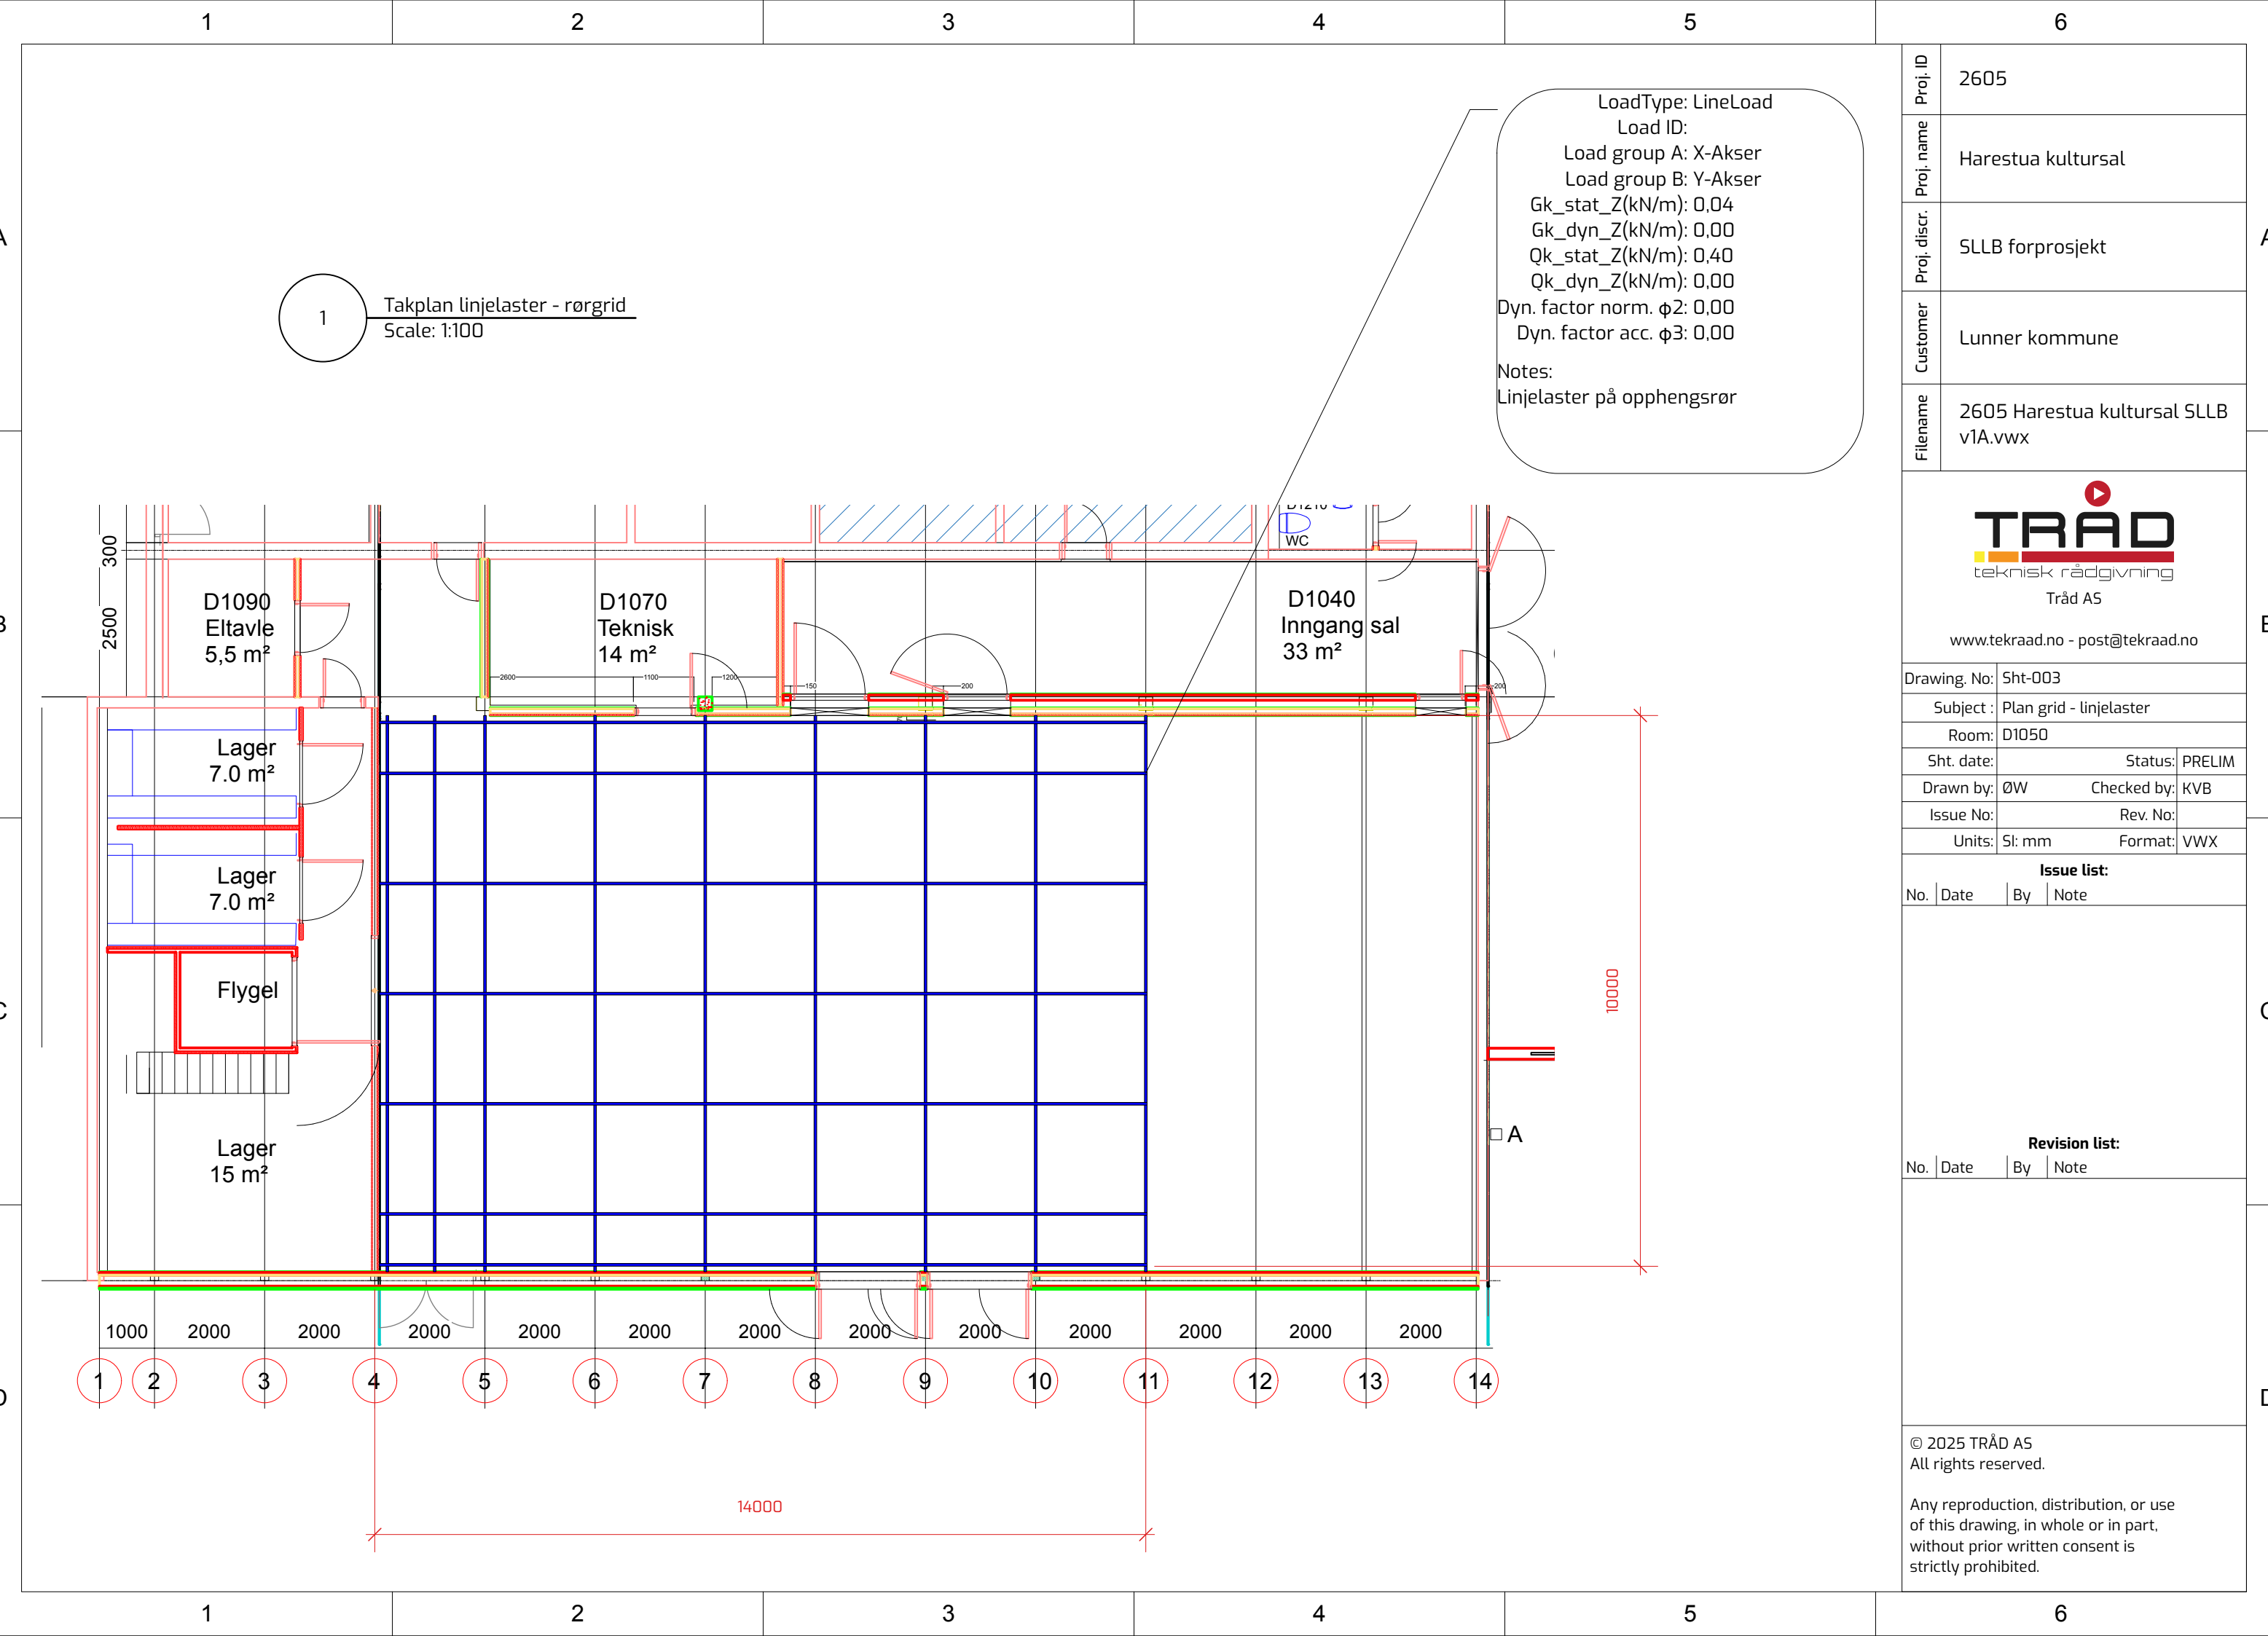 1 2 3 4 5 6
A
B
C
D
1
Takplan linjelaster - rørgrid
Scale: 1:100
LoadType: LineLoad
Load ID:
Load group A: X-Akser
Load group B: Y-Akser
Gk_stat_Z(kN/m): 0,04
Gk_dyn_Z(kN/m): 0,00
Qk_stat_Z(kN/m): 0,40
Qk_dyn_Z(kN/m): 0,00
Dyn. factor norm. φ2: 0,00
Dyn. factor acc. φ3: 0,00
Notes:
Linjelaster på opphengsrør
300
2500
D1090
Eltavle
5,5 m²
D1070
Teknisk
14 m²
D1210
WC
D1040
Inngang sal
33 m²
2600
1100
1200
150
200
200
Lager
7.0 m²
Lager
7.0 m²
Flygel
Lager
15 m²
A
10000
1000 2000 2000 2000 2000 2000 2000 2000 2000 2000 2000 2000 2000
1 2 3 4 5 6 7 8 9 10 11 12 13 14
14000
1 2 3 4 5 6
Proj. ID 2605
Proj. name Harestua kultursal
Proj. discr. SLLB forprosjekt
Customer Lunner kommune
Filename 2605 Harestua kultursal SLLB
v1A.vwx
TRÅD
teknisk rådgivning
Tråd AS
www.tekraad.no - post@tekraad.no
Drawing. No: Sht-003
Subject : Plan grid - linjelaster
Room: D1050
Sht. date: Status: PRELIM
Drawn by: ØW Checked by: KVB
Issue No: Rev. No:
Units: SI: mm Format: VWX
Issue list:
No. Date By Note
Revision list:
No. Date By Note
© 2025 TRÅD AS
All rights reserved.
Any reproduction, distribution, or use
of this drawing, in whole or in part,
without prior written consent is
strictly prohibited.